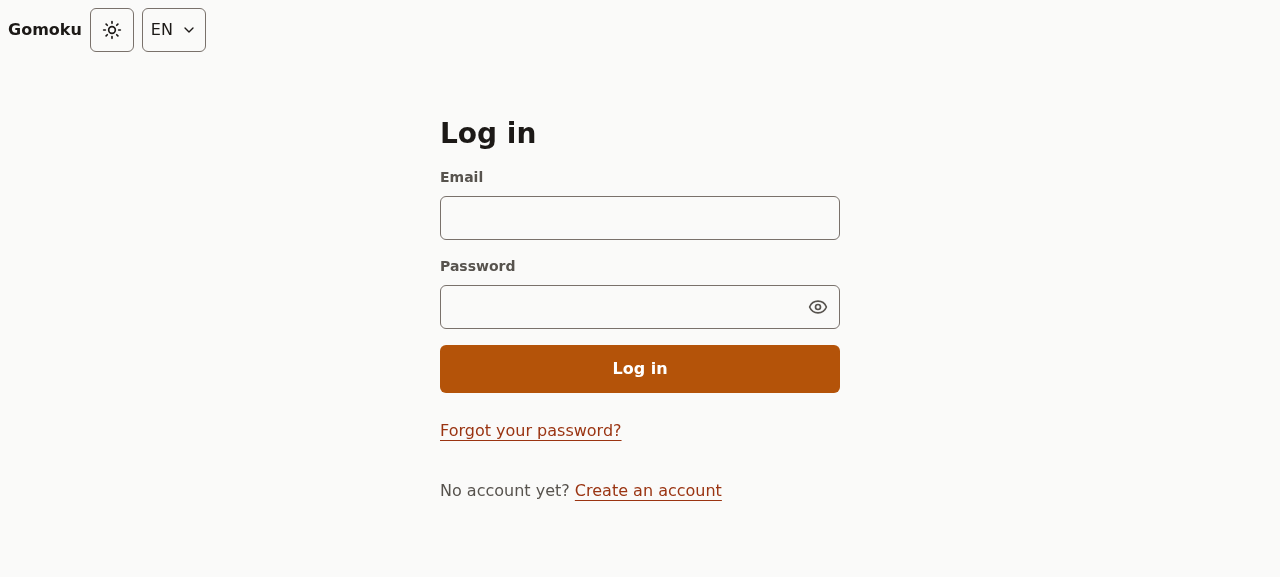 Gomoku EN
Log in
Email
Password
Log in
Forgot your password?
No account yet? Create an account